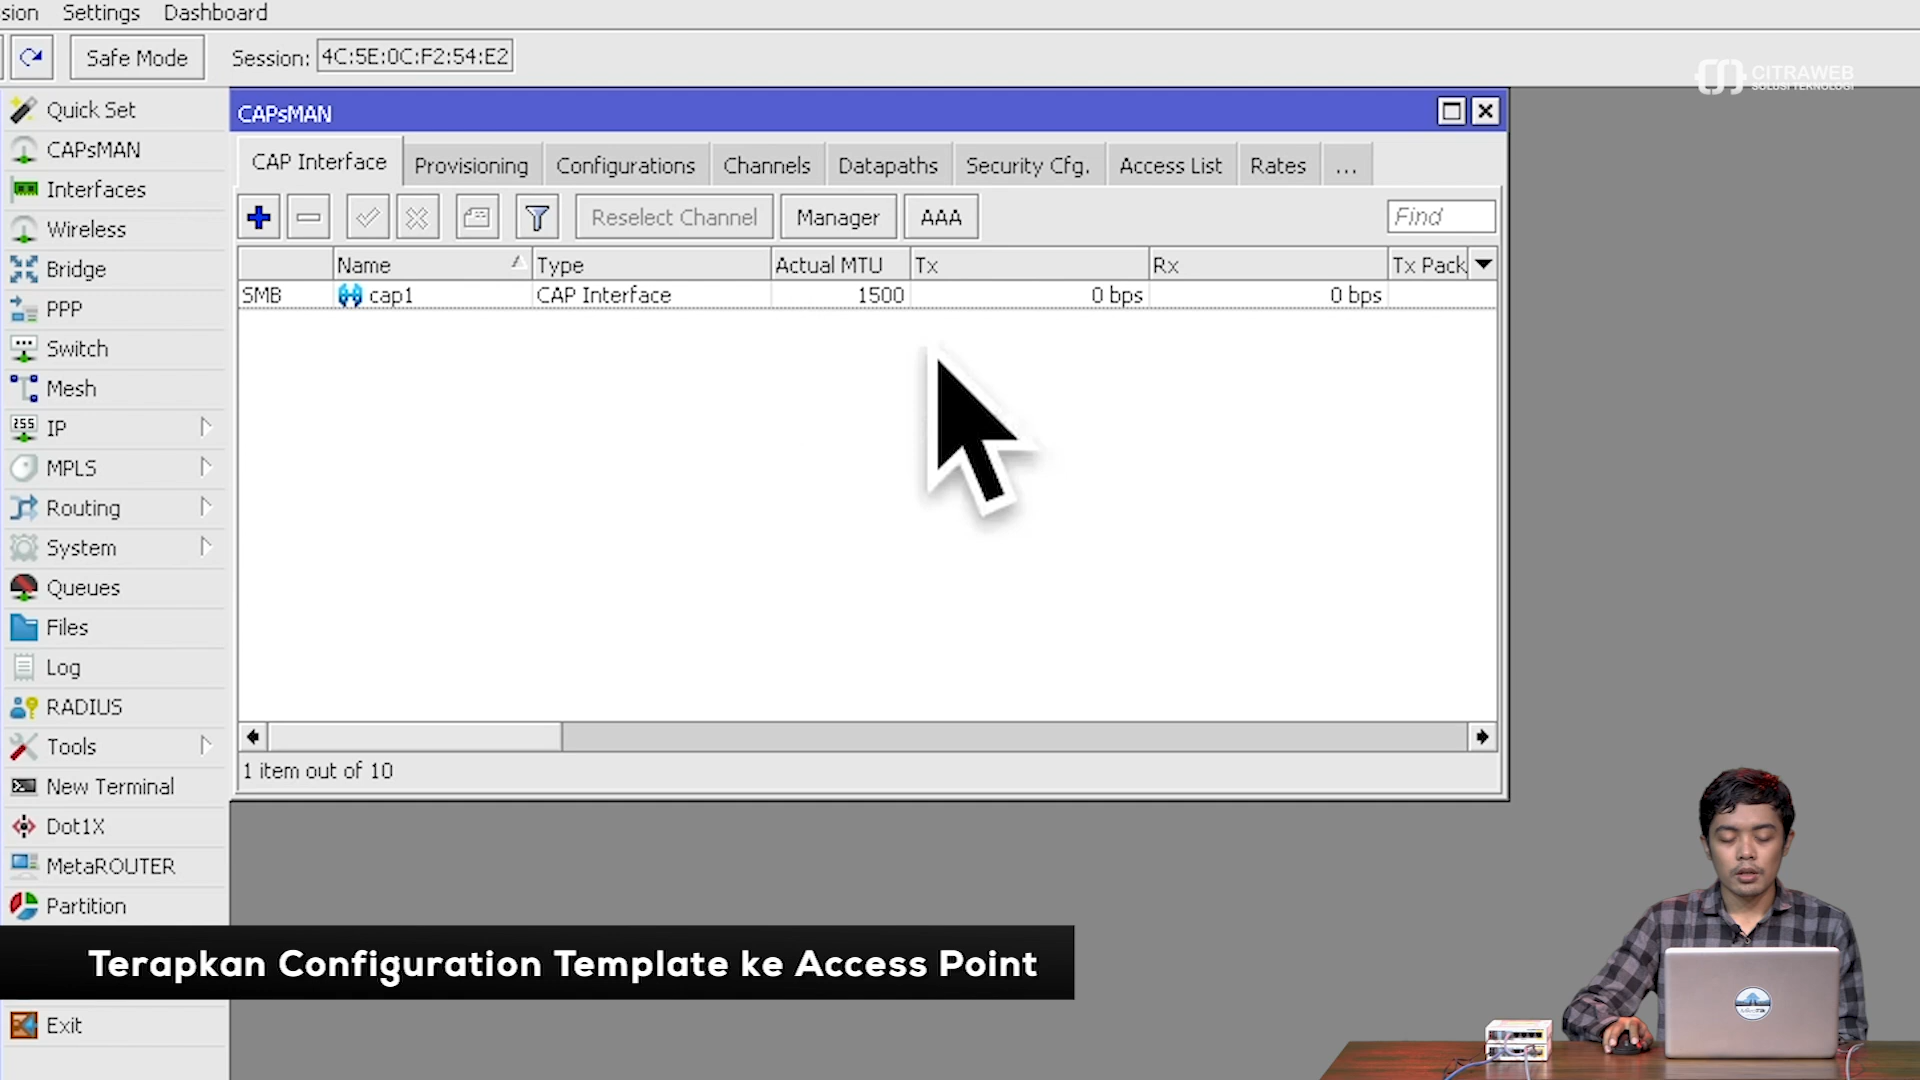 sion Settings Dashboard
Safe Mode Session: 4C:5E:0C:F2:54:E2
CITRAWEB
SOLUSI TEKNOLOGI
Quick Set
CAPsMAN
Interfaces
Wireless
Bridge
PPP
Switch
Mesh
IP
MPLS
Routing
System
Queues
Files
Log
RADIUS
Tools
New Terminal
Dot1X
MetaROUTER
Partition
Exit
CAPsMAN
CAP Interface Provisioning Configurations Channels Datapaths Security Cfg. Access List Rates ...
Reselect Channel Manager AAA Find
Name Type Actual MTU Tx Rx Tx Pack
SMB cap1 CAP Interface 1500 0 bps 0 bps
1 item out of 10
Terapkan Configuration Template ke Access Point